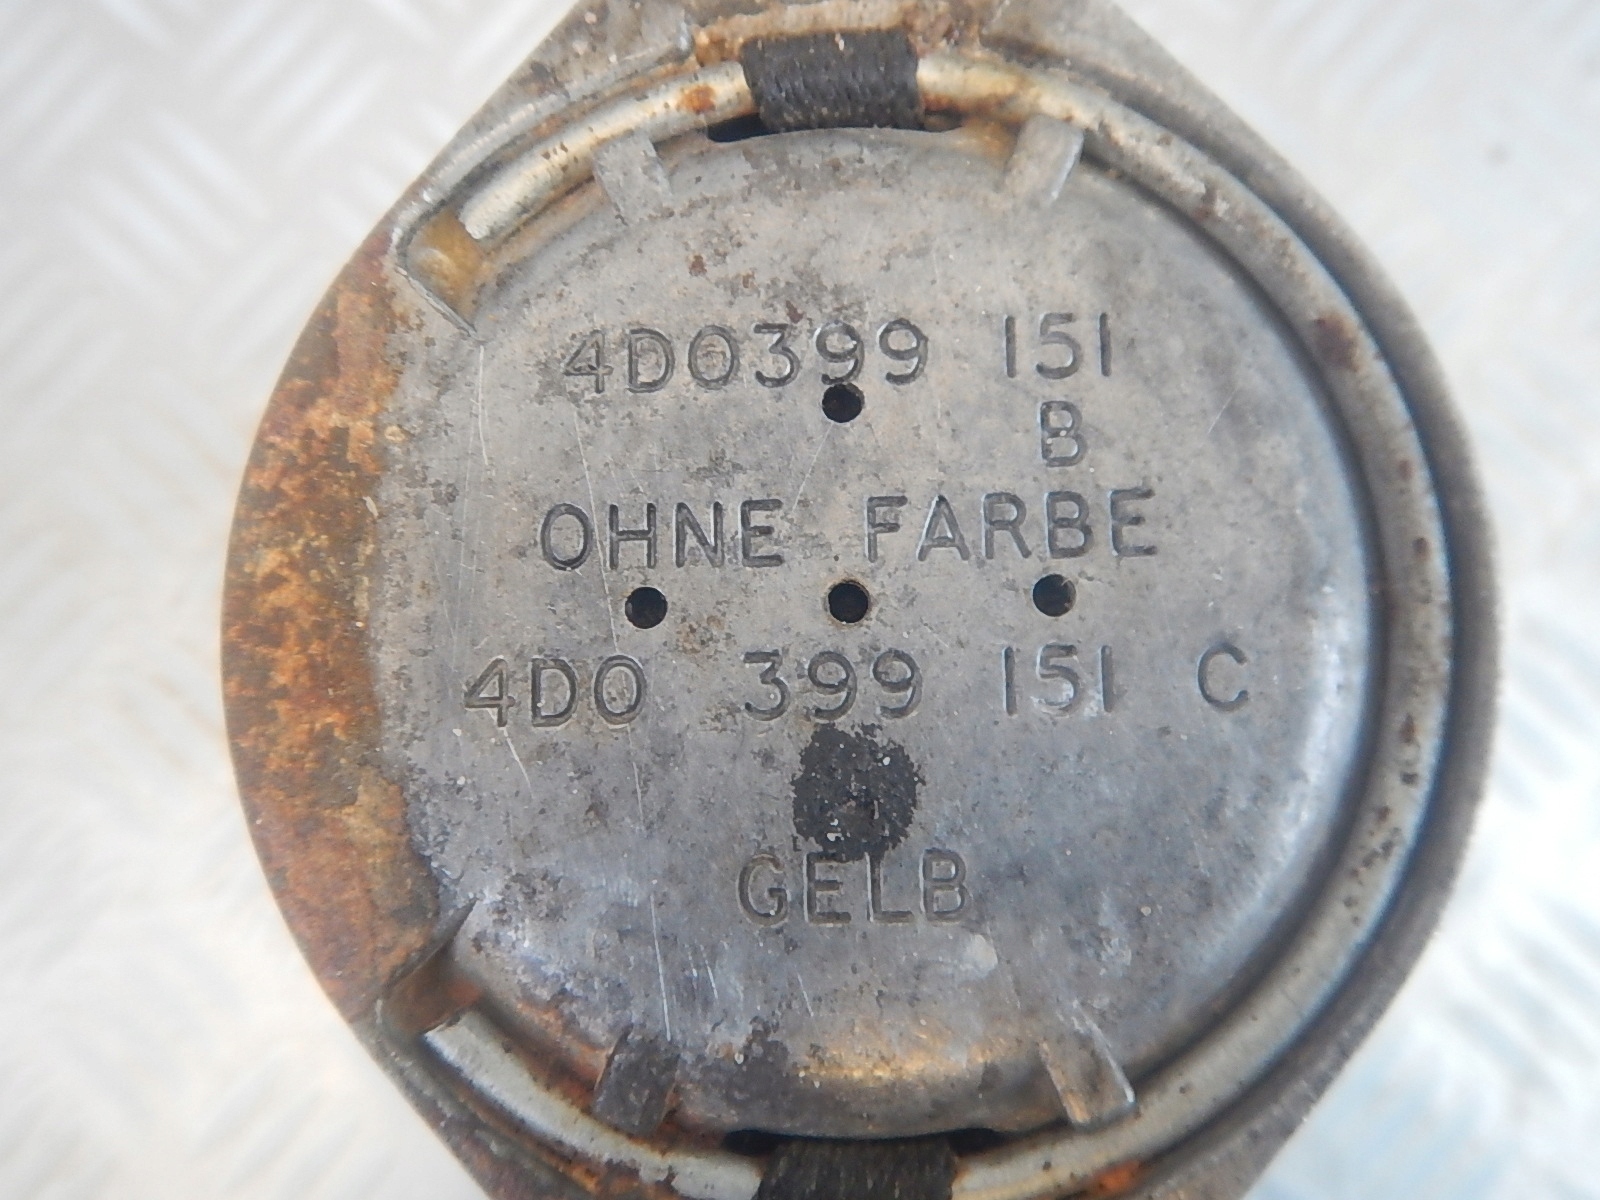 4D0399 151
B
OHNE FARBE
4D0 399 151 C
GELB